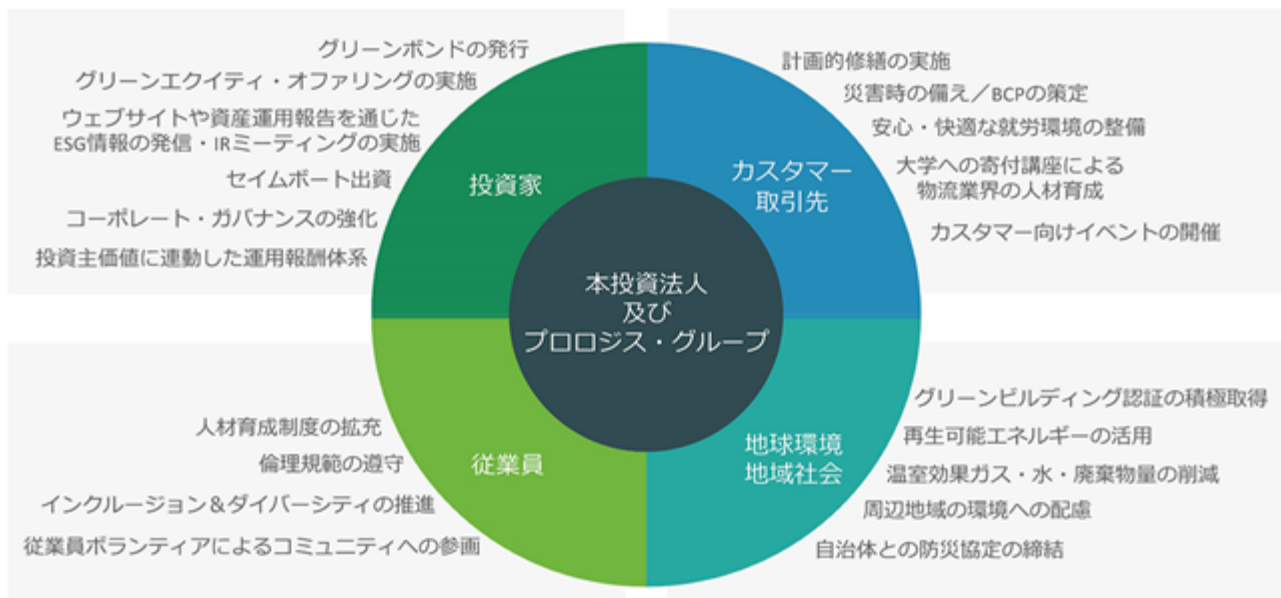 グリーンボンドの発行
グリーンエクイティ・オファリングの実施
ウェブサイトや資産運用報告を通じた
ESG情報の発信・IRミーティングの実施
セイムボート出資
コーポレート・ガバナンスの強化
投資主価値に連動した運用報酬体系
投資家
計画的修繕の実施
災害時の備え／BCPの策定
安心・快適な就労環境の整備
大学への寄付講座による
物流業界の人材育成
カスタマー向けイベントの開催
カスタマー
取引先
本投資法人
及び
プロロジス・グループ
人材育成制度の拡充
倫理規範の遵守
インクルージョン＆ダイバーシティの推進
従業員ボランティアによるコミュニティへの参画
従業員
地球環境
地域社会
グリーンビルディング認証の積極取得
再生可能エネルギーの活用
温室効果ガス・水・廃棄物量の削減
周辺地域の環境への配慮
自治体との防災協定の締結